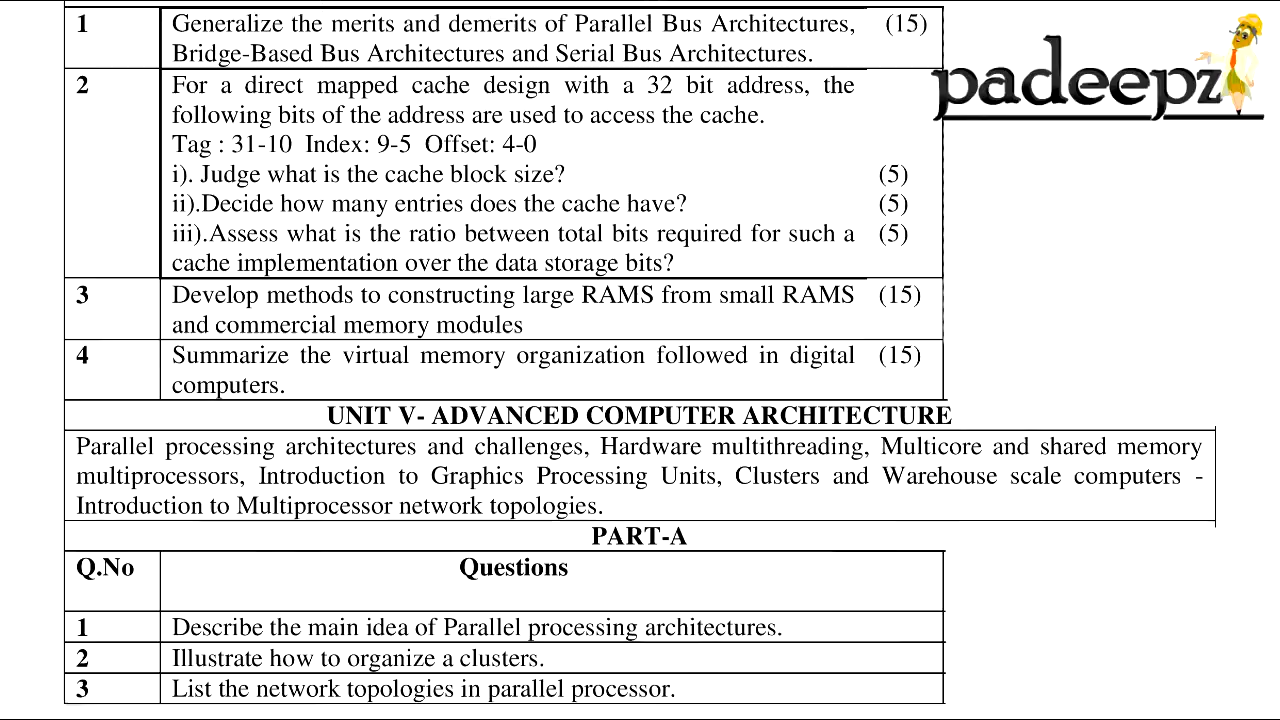 1 Generalize the merits and demerits of Parallel Bus Architectures, (15)
Bridge-Based Bus Architectures and Serial Bus Architectures.
padeepz
2 For a direct mapped cache design with a 32 bit address, the
following bits of the address are used to access the cache.
Tag : 31-10 Index: 9-5 Offset: 4-0
i). Judge what is the cache block size? (5)
ii).Decide how many entries does the cache have? (5)
iii).Assess what is the ratio between total bits required for such a (5)
cache implementation over the data storage bits?
3 Develop methods to constructing large RAMS from small RAMS (15)
and commercial memory modules
4 Summarize the virtual memory organization followed in digital (15)
computers.
UNIT V- ADVANCED COMPUTER ARCHITECTURE
Parallel processing architectures and challenges, Hardware multithreading, Multicore and shared memory
multiprocessors, Introduction to Graphics Processing Units, Clusters and Warehouse scale computers -
Introduction to Multiprocessor network topologies.
PART-A
Q.No Questions
1 Describe the main idea of Parallel processing architectures.
2 Illustrate how to organize a clusters.
3 List the network topologies in parallel processor.